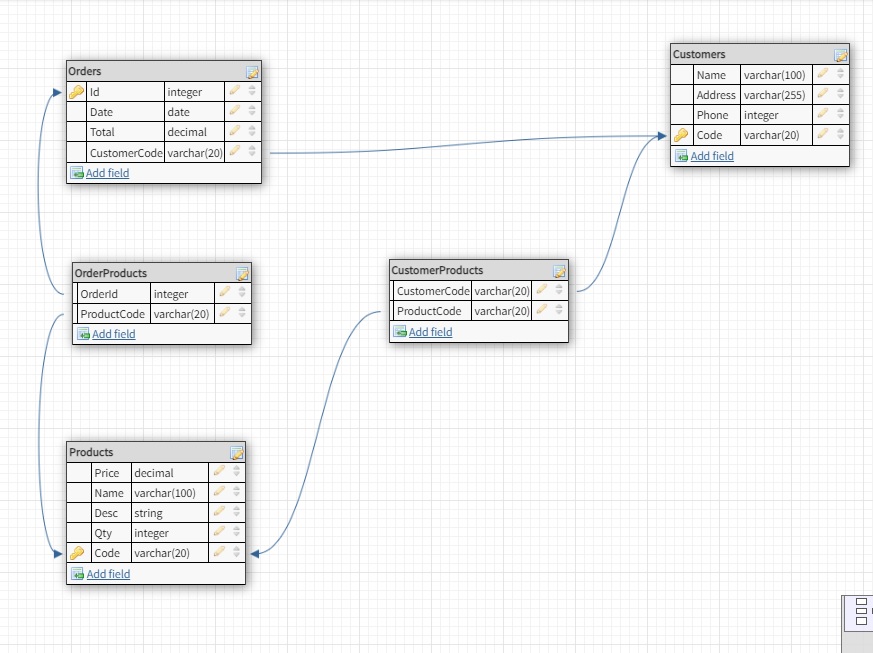 Orders
Id integer
Date date
Total decimal
CustomerCode varchar(20)
Add field
Customers
Name varchar(100)
Address varchar(255)
Phone integer
Code varchar(20)
Add field
OrderProducts
OrderId integer
ProductCode varchar(20)
Add field
CustomerProducts
CustomerCode varchar(20)
ProductCode varchar(20)
Add field
Products
Price decimal
Name varchar(100)
Desc string
Qty integer
Code varchar(20)
Add field